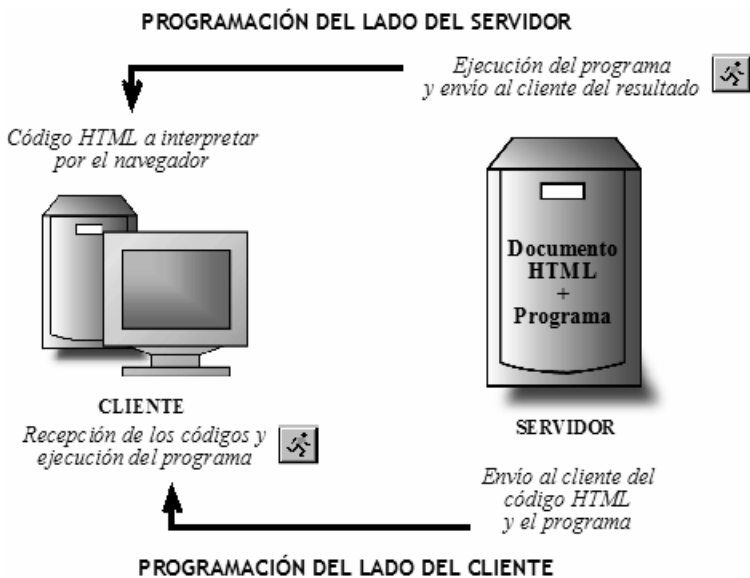 PROGRAMACIÓN DEL LADO DEL SERVIDOR
Ejecución del programa
y envío al cliente del resultado
Código HTML a interpretar
por el navegador
Documento
HTML
+
Programa
CLIENTE
Recepción de los códigos y
ejecución del programa
SERVIDOR
Envío al cliente del
código HTML
y el programa
PROGRAMACIÓN DEL LADO DEL CLIENTE